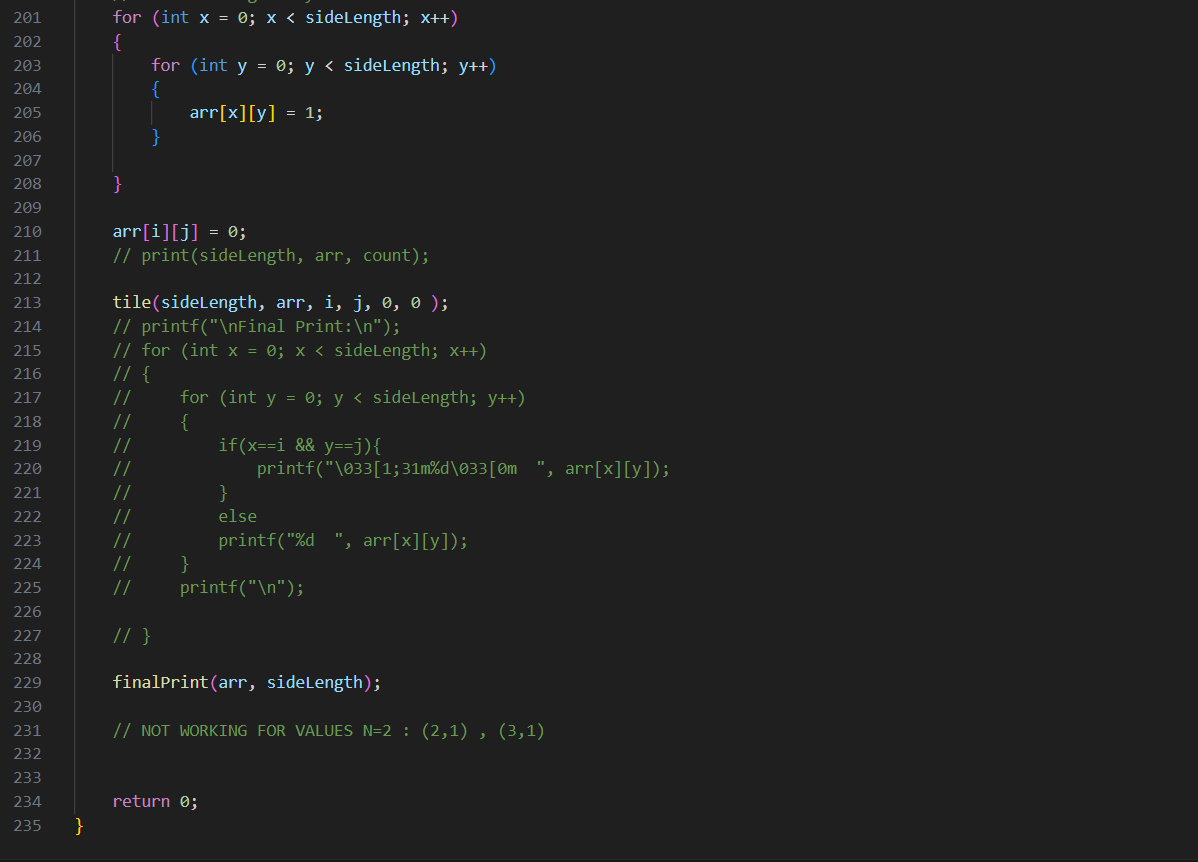 201 for (int x = 0; x < sideLength; x++)
202 {
203 for (int y = 0; y < sideLength; y++)
204 {
205 arr[x][y] = 1;
206 }
207
208 }
209
210 arr[i][j] = 0;
211 // print(sideLength, arr, count);
212
213 tile(sideLength, arr, i, j, 0, 0 );
214 // printf("\nFinal Print:\n");
215 // for (int x = 0; x < sideLength; x++)
216 // {
217 //     for (int y = 0; y < sideLength; y++)
218 //     {
219 //         if(x==i && y==j){
220 //             printf("\033[1;31m%d\033[0m  ", arr[x][y]);
221 //         }
222 //         else
223 //         printf("%d  ", arr[x][y]);
224 //     }
225 //     printf("\n");
226
227 // }
228
229 finalPrint(arr, sideLength);
230
231 // NOT WORKING FOR VALUES N=2 : (2,1) , (3,1)
232
233
234 return 0;
235 }